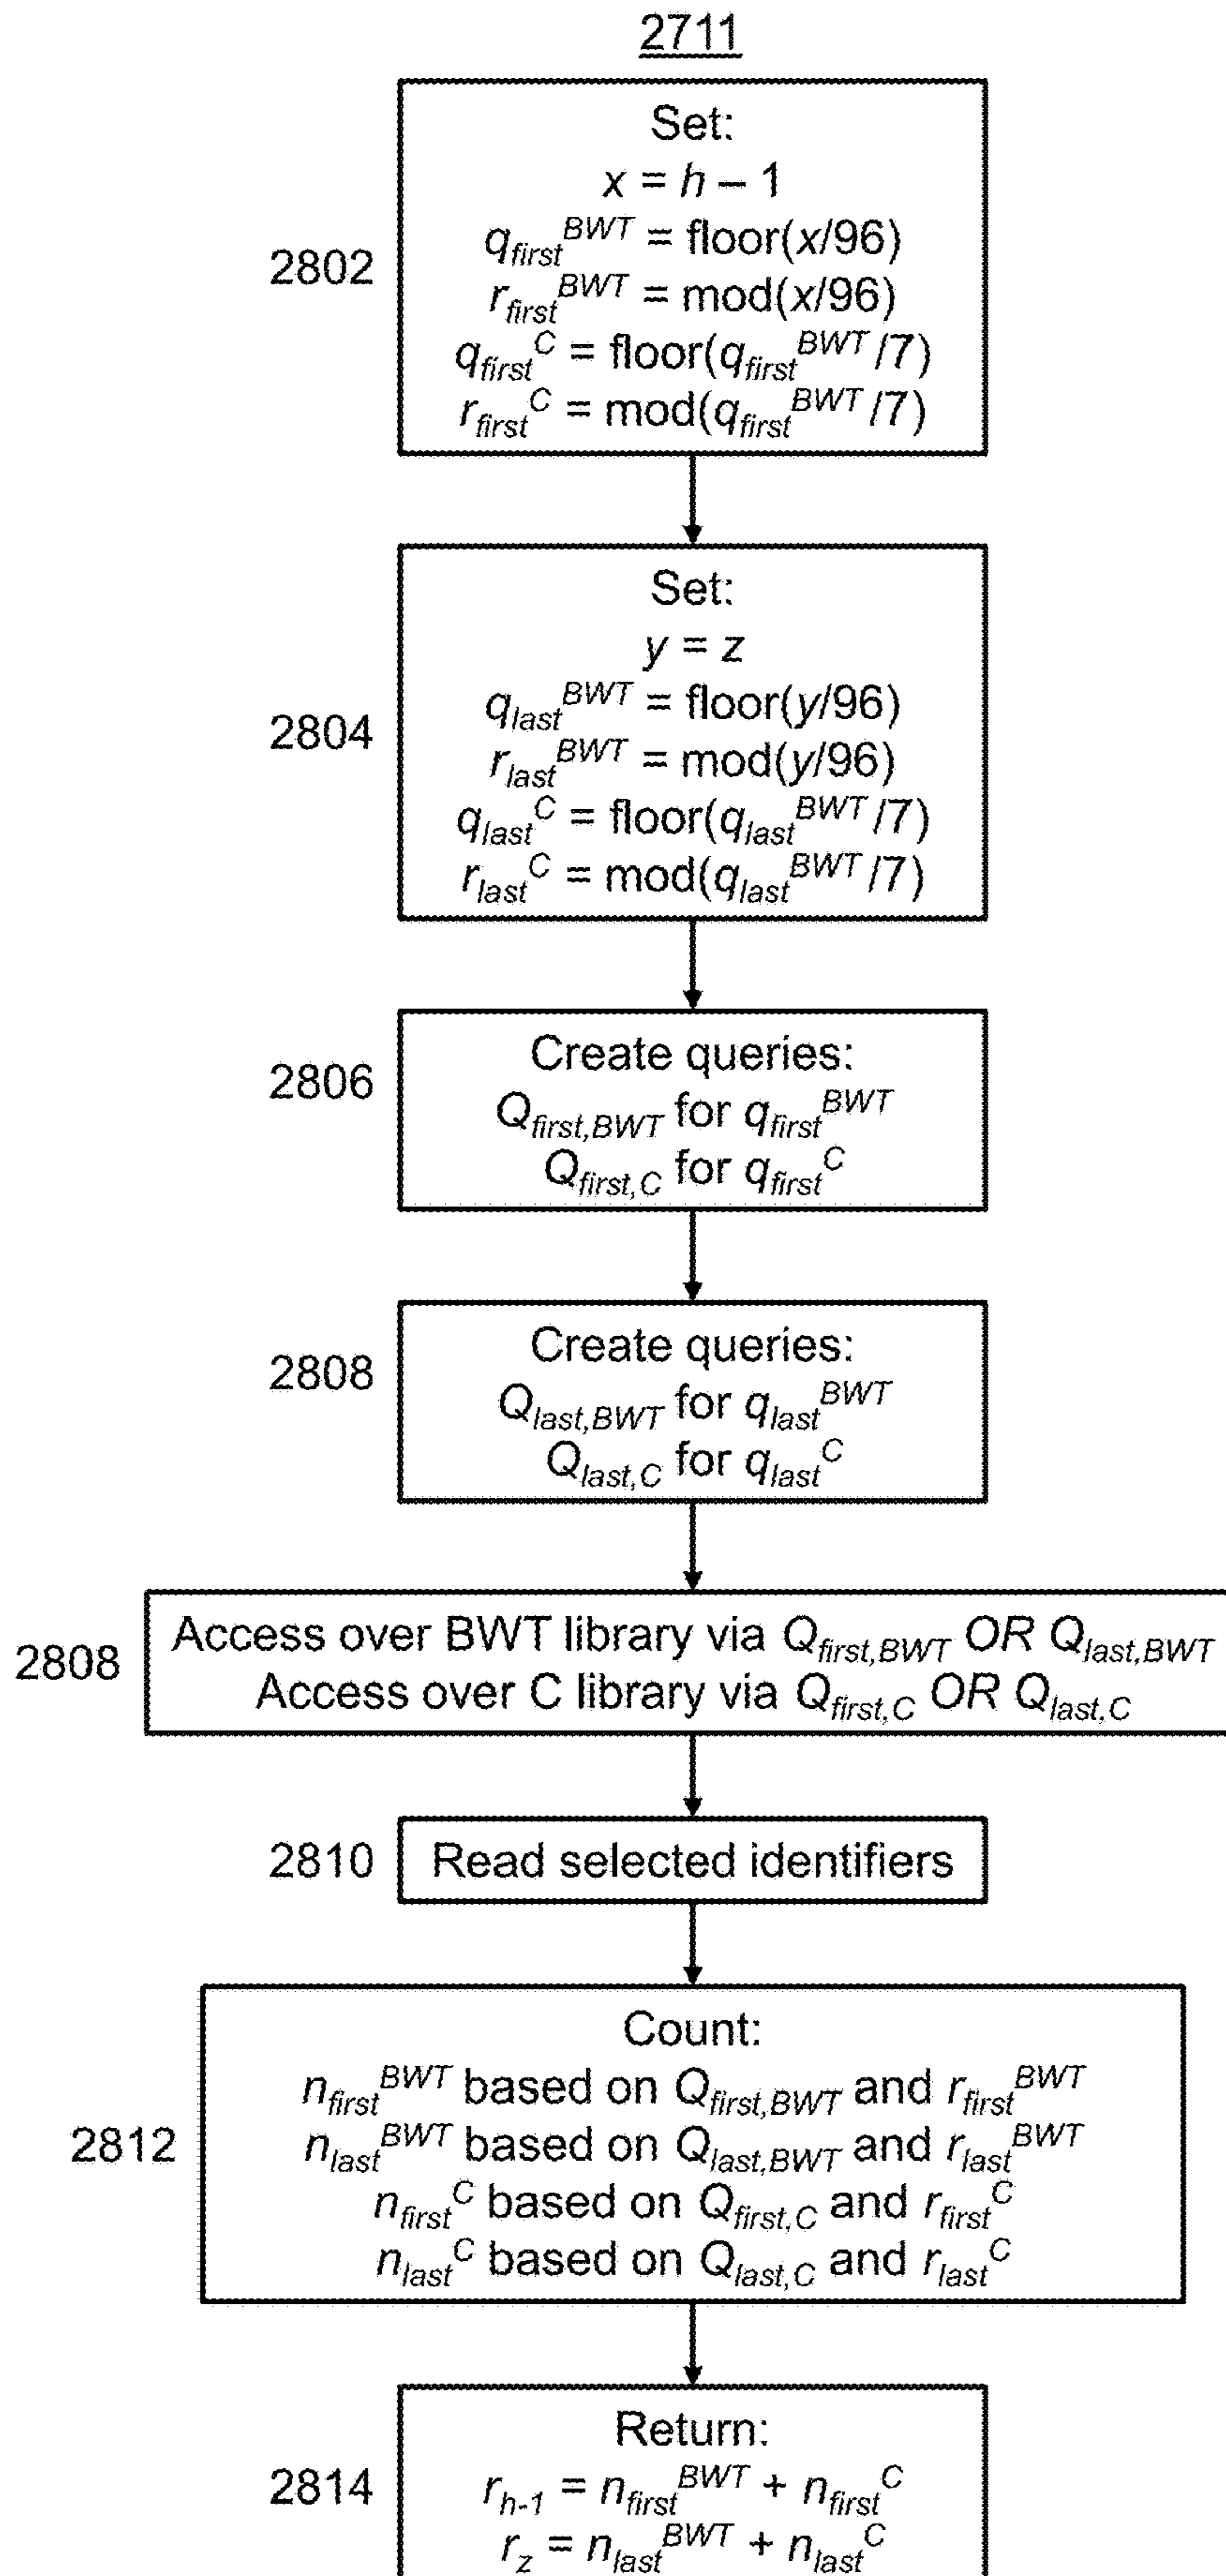 2711
Set:
x = h – 1
q_first^BWT = floor(x/96)
2802
r_first^BWT = mod(x/96)
q_first^C = floor(q_first^BWT/7)
r_first^C = mod(q_first^BWT/7)
Set:
y = z
q_last^BWT = floor(y/96)
2804
r_last^BWT = mod(y/96)
q_last^C = floor(q_last^BWT/7)
r_last^C = mod(q_last^BWT/7)
Create queries:
2806
Q_first,BWT for q_first^BWT
Q_first,C for q_first^C
Create queries:
2808
Q_last,BWT for q_last^BWT
Q_last,C for q_last^C
Access over BWT library via Q_first,BWT OR Q_last,BWT
2808
Access over C library via Q_first,C OR Q_last,C
2810
Read selected identifiers
Count:
n_first^BWT based on Q_first,BWT and r_first^BWT
2812
n_last^BWT based on Q_last,BWT and r_last^BWT
n_first^C based on Q_first,C and r_first^C
n_last^C based on Q_last,C and r_last^C
Return:
2814
r_h-1 = n_first^BWT + n_first^C
r_z = n_last^BWT + n_last^C